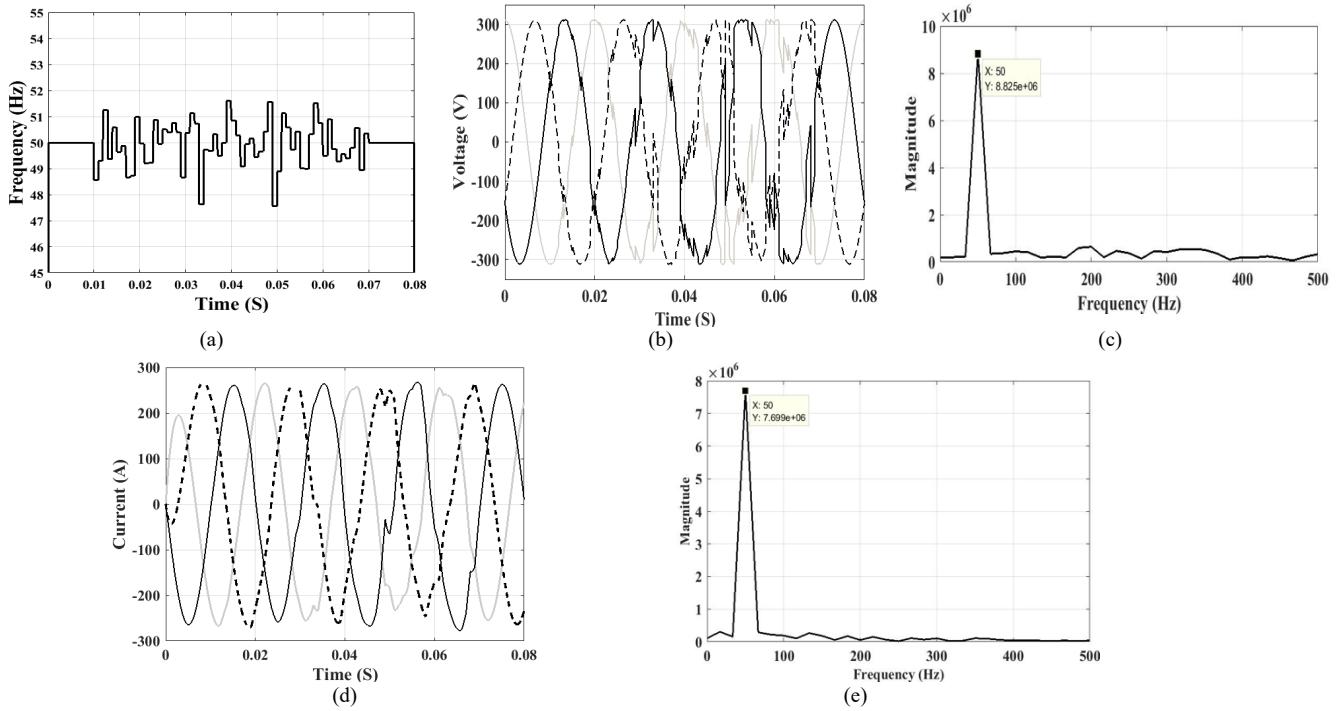 55
54
53
52
51
50
49
48
47
46
45
0 0.01 0.02 0.03 0.04 0.05 0.06 0.07 0.08
Frequency (Hz)
Time (S)
(a)
300
200
100
0
-100
-200
-300
0 0.02 0.04 0.06 0.08
Voltage (V)
Time (S)
(b)
×10⁶
10
8
6
4
2
0
0 100 200 300 400 500
Magnitude
Frequency (Hz)
X: 50
Y: 8.825e+06
(c)
300
200
100
0
-100
-200
-300
0 0.02 0.04 0.06 0.08
Current (A)
Time (S)
(d)
×10⁶
8
7
6
5
4
3
2
1
0
0 100 200 300 400 500
Magnitude
Frequency (Hz)
X: 50
Y: 7.699e+06
(e)